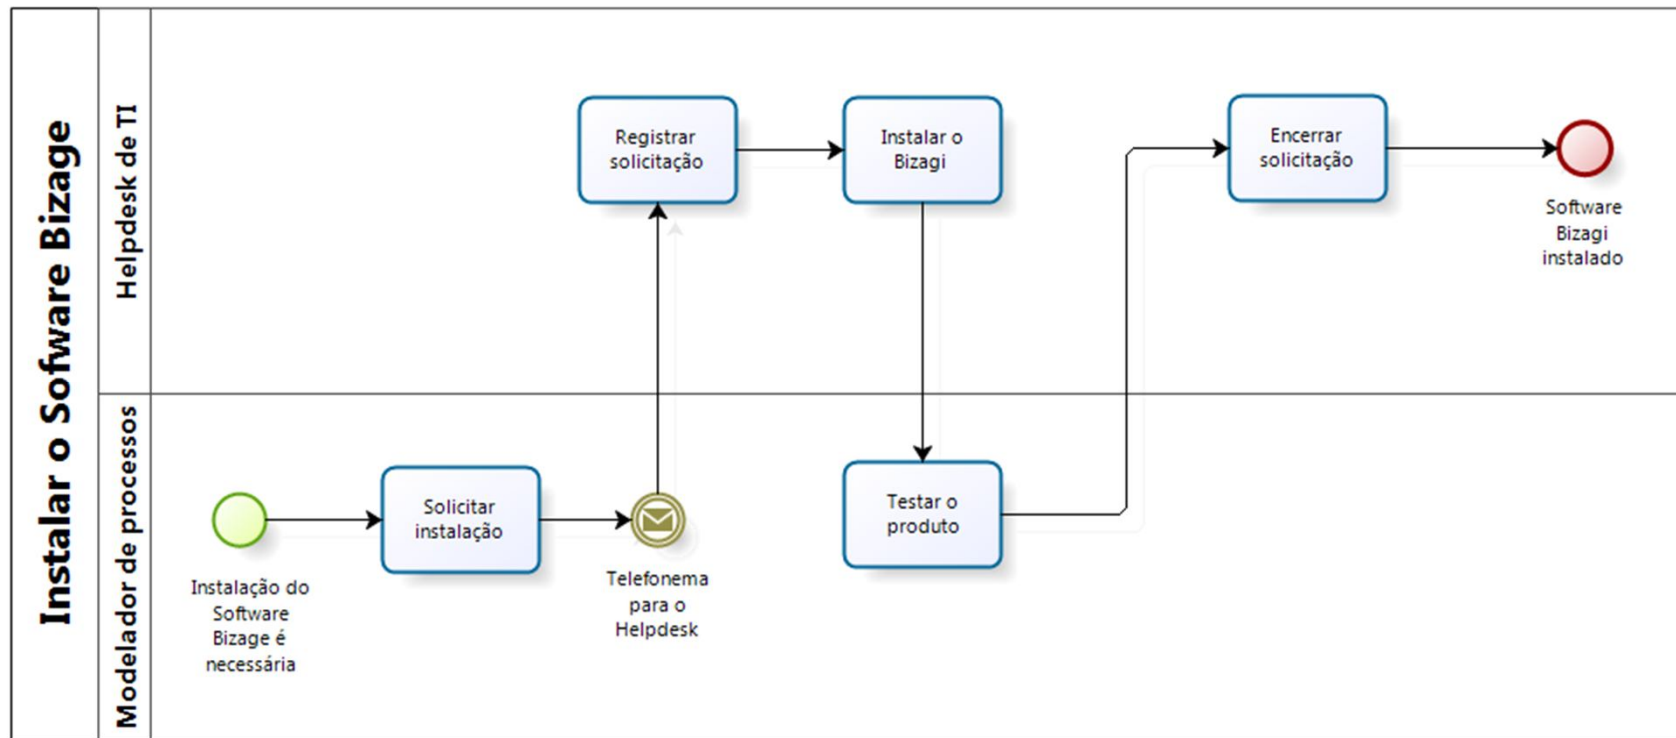 Instalar o Sofware Bizage
Helpdesk de TI
Registrar
solicitação
Instalar o
Bizagi
Encerrar
solicitação
Software
Bizagi
instalado
Modelador de processos
Instalação do
Software
Bizage é
necessária
Solicitar
instalação
Telefonema
para o
Helpdesk
Testar o
produto